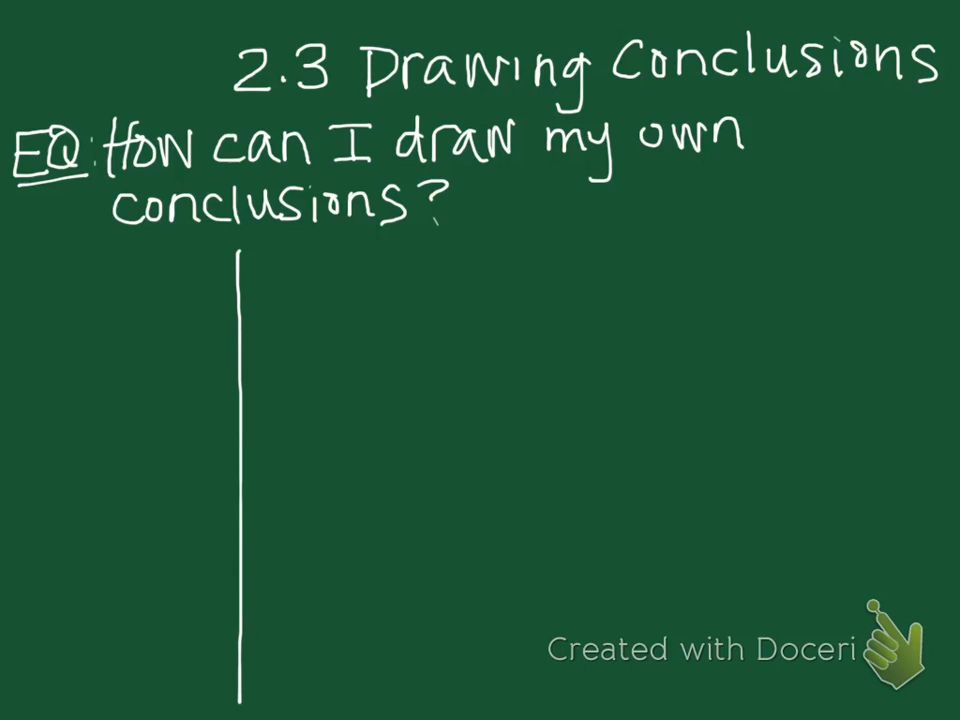 2.3 Drawing Conclusions
EQ: How can I draw my own
conclusions?
Created with Doceri